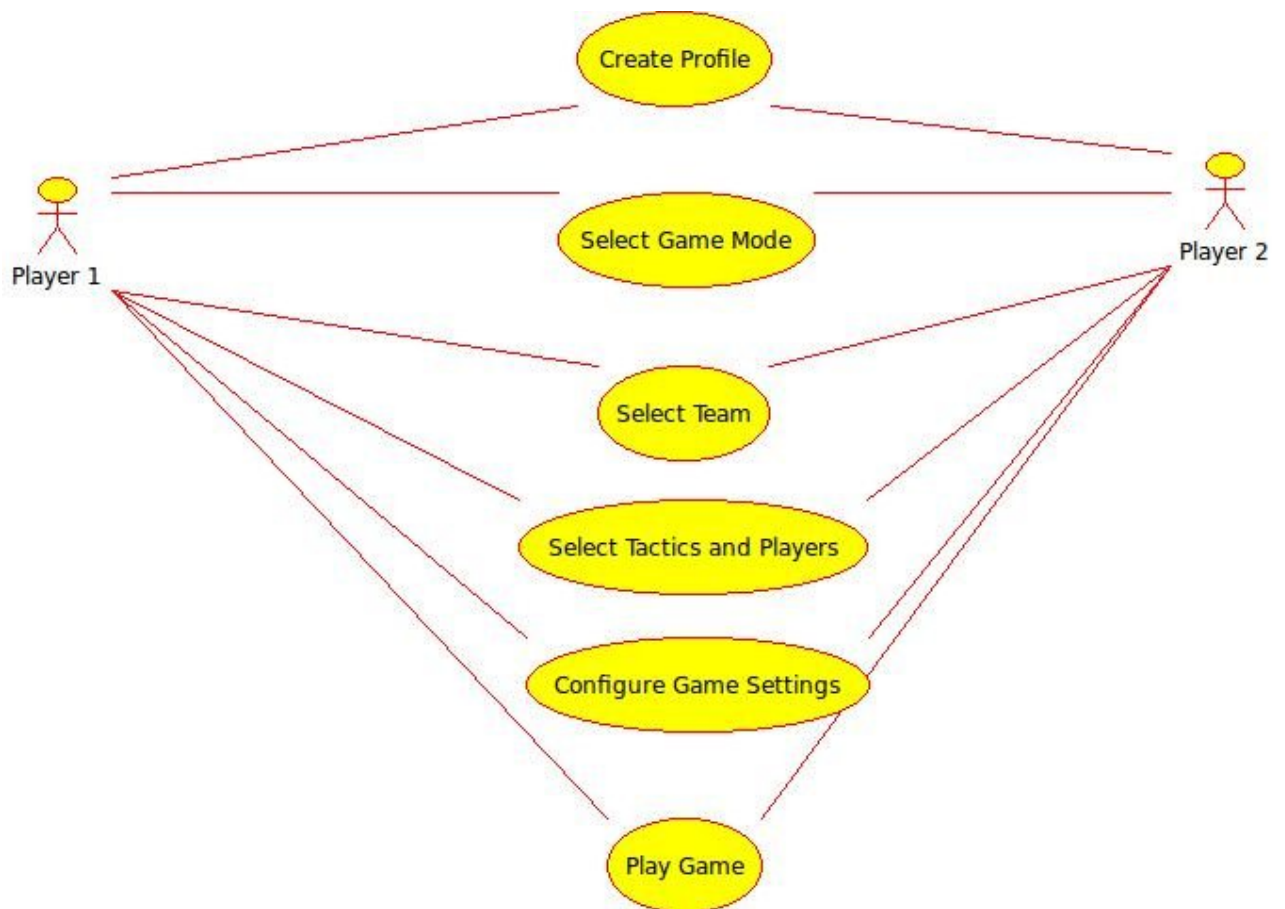 Create Profile
Player 1
Select Game Mode
Player 2
Select Team
Select Tactics and Players
Configure Game Settings
Play Game